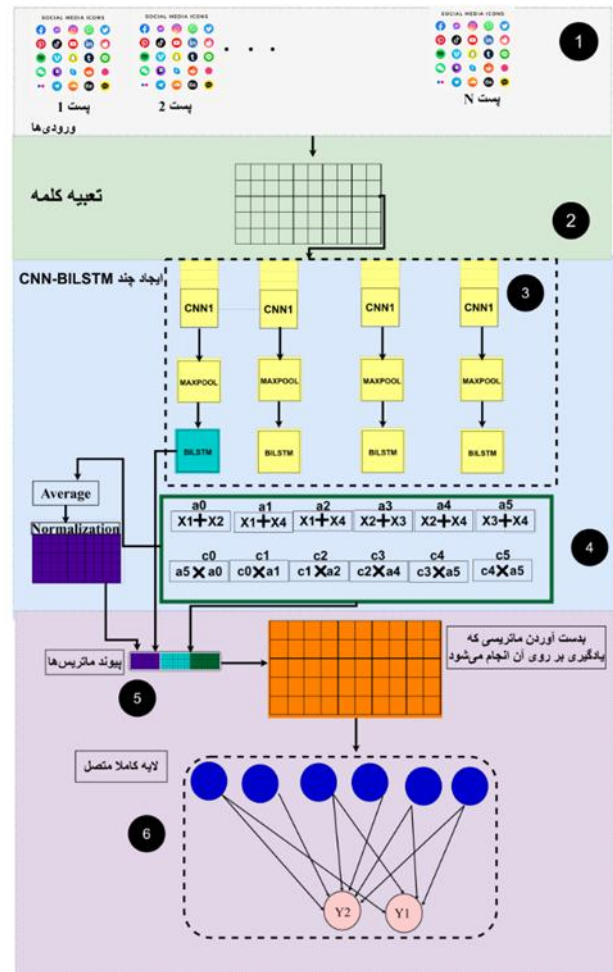 SOCIAL MEDIA ICONS
SOCIAL MEDIA ICONS
SOCIAL MEDIA ICONS
1
پست 1
پست 2
پست N
ورودی‌ها
تعبیه کلمه
2
ایجاد چند CNN-BILSTM
3
CNN1
CNN1
CNN1
CNN1
MAXPOOL
MAXPOOL
MAXPOOL
MAXPOOL
BILSTM
BILSTM
BILSTM
BILSTM
Average
Normalization
4
a0
X1+X2
a1
X1+X4
a2
X1+X4
a3
X2+X3
a4
X2+X4
a5
X3+X4
c0
a5×a0
c1
c0×a1
c2
c1×a2
c3
c2×a4
c4
c3×a5
c5
c4×a5
پیوند ماتریس‌ها
5
بدست آوردن ماتریسی که
یادگیری بر روی آن انجام می‌شود
لایه کاملا متصل
6
Y2
Y1